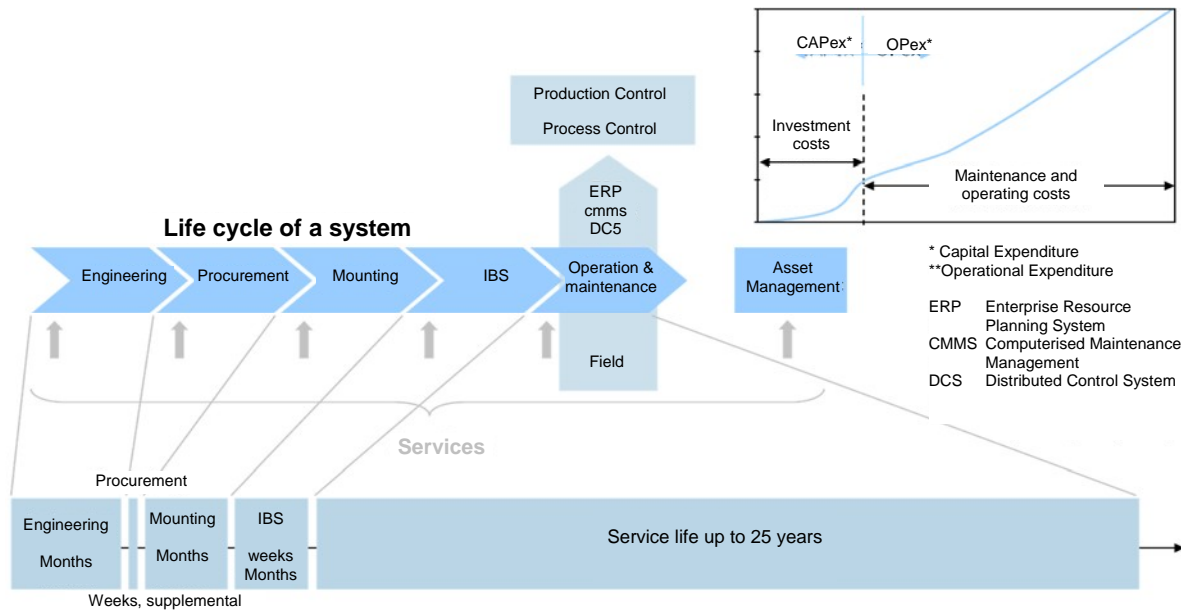 CAPex*
OPex*
Investment
costs
Maintenance and
operating costs
Production Control
Process Control
ERP
cmms
DC5
Life cycle of a system
Engineering
Procurement
Mounting
IBS
Operation &
maintenance
Asset
Management
Field
* Capital Expenditure
**Operational Expenditure
ERP Enterprise Resource
Planning System
CMMS Computerised Maintenance
Management
DCS Distributed Control System
Services
Procurement
Engineering
Months
Mounting
Months
IBS
weeks
Months
Service life up to 25 years
Weeks, supplemental